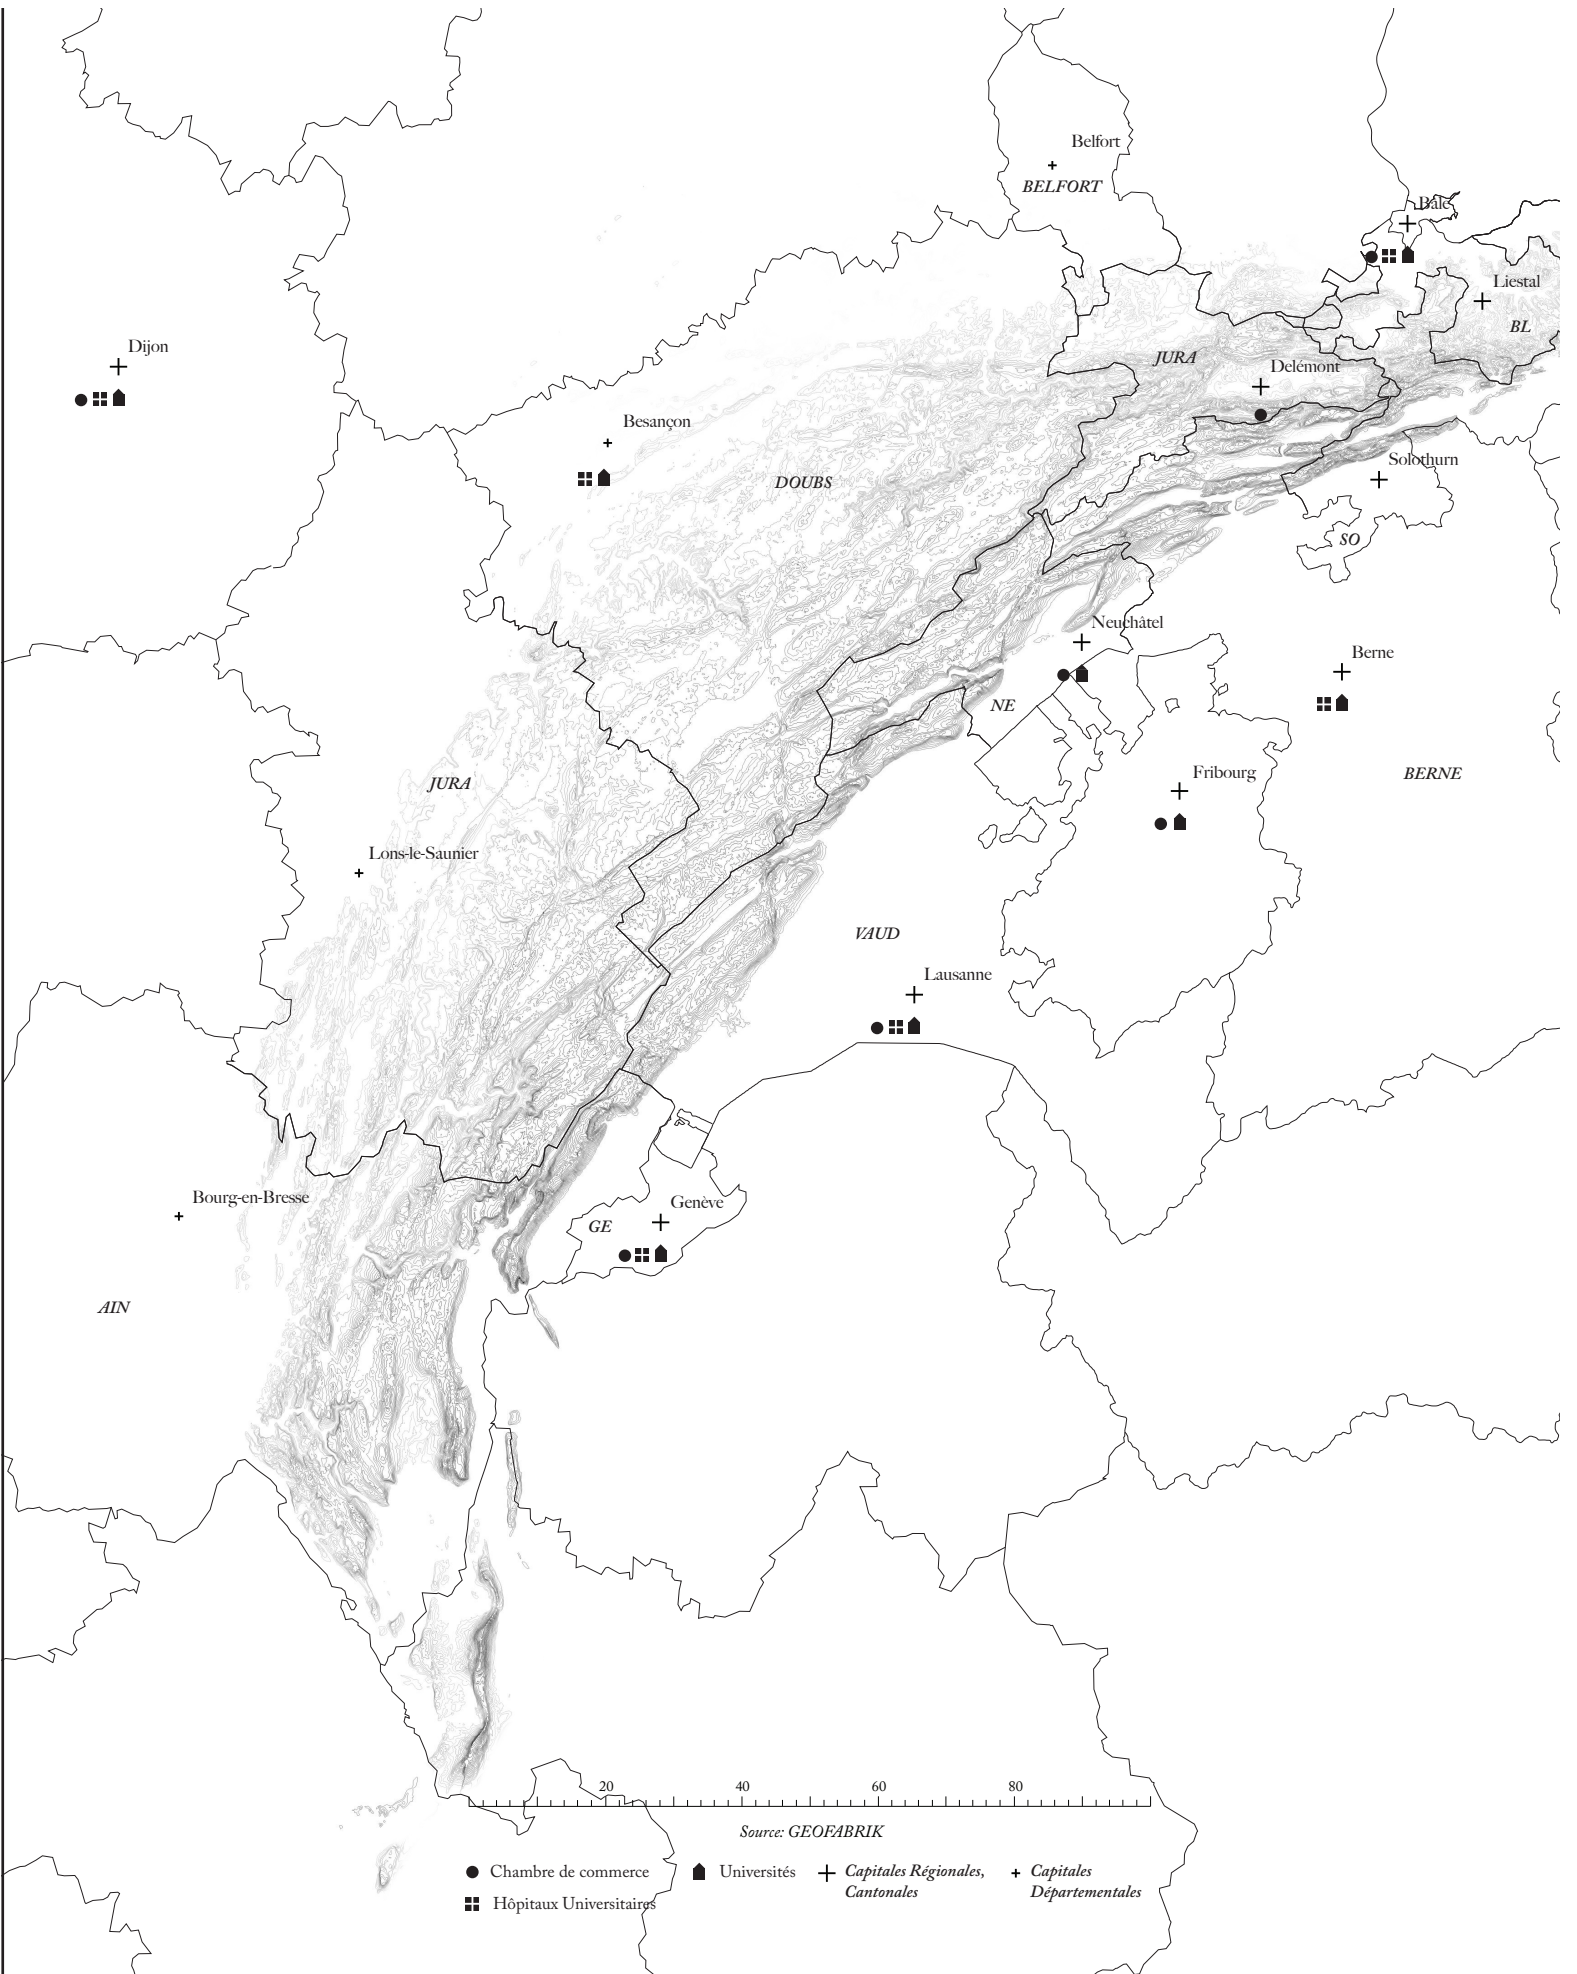 Belfort
BELFORT
Bâle
Liestal
BL
Dijon
JURA
Delémont
Besançon
DOUBS
Solothurn
SO
Neuchâtel
Berne
NE
Fribourg
BERNE
JURA
Lons-le-Saunier
VAUD
Lausanne
Bourg-en-Bresse
Genève
GE
AIN
20 40 60 80
Source: GEOFABRIK
Chambre de commerce
Universités
Capitales Régionales,
Cantonales
Capitales
Départementales
Hôpitaux Universitaires